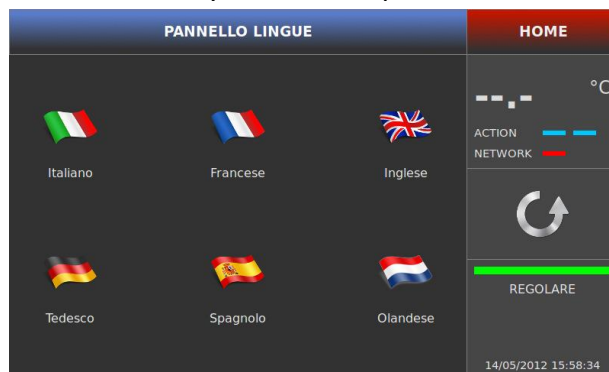 PANNELLO LINGUE
HOME
--.- °C
ACTION
NETWORK
Italiano Francese Inglese
Tedesco Spagnolo Olandese
REGOLARE
14/05/2012 15:58:34